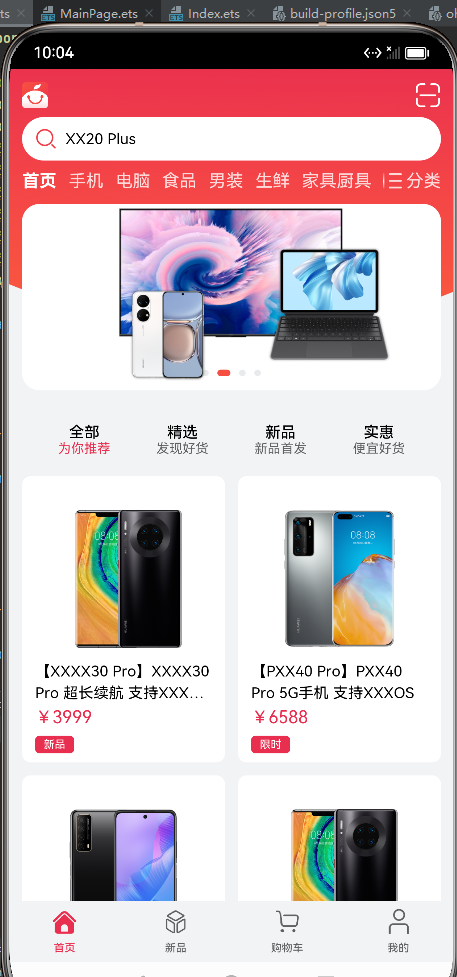 ts
MainPage.ets
Index.ets
build-profile.json5
10:04
XX20 Plus
首页 手机 电脑 食品 男装 生鲜 家具厨具 分类
全部 精选 新品 实惠
为你推荐 发现好货 新品首发 便宜好货
【XXXX30 Pro】XXXX30
Pro 超长续航 支持XXX...
￥3999
新品
【PXX40 Pro】PXX40
Pro 5G手机 支持XXXOS
￥6588
限时
首页 新品 购物车 我的